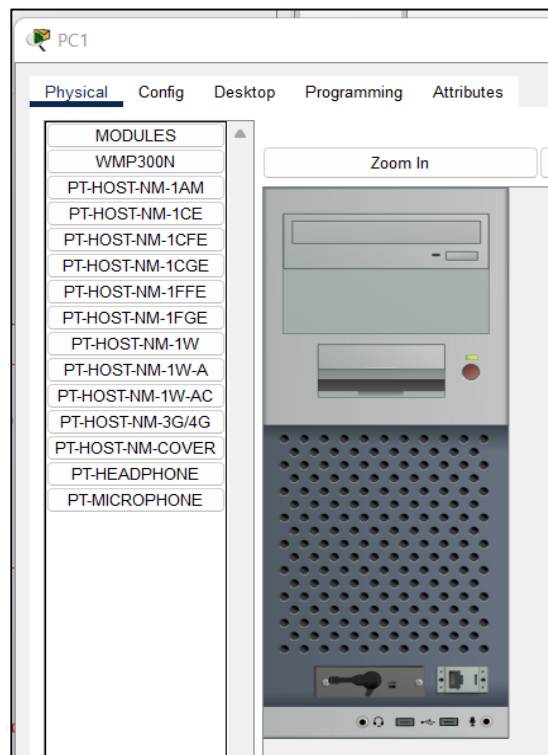 PC1
Physical Config Desktop Programming Attributes
MODULES
WMP300N
PT-HOST-NM-1AM
PT-HOST-NM-1CE
PT-HOST-NM-1CFE
PT-HOST-NM-1CGE
PT-HOST-NM-1FFE
PT-HOST-NM-1FGE
PT-HOST-NM-1W
PT-HOST-NM-1W-A
PT-HOST-NM-1W-AC
PT-HOST-NM-3G/4G
PT-HOST-NM-COVER
PT-HEADPHONE
PT-MICROPHONE
Zoom In